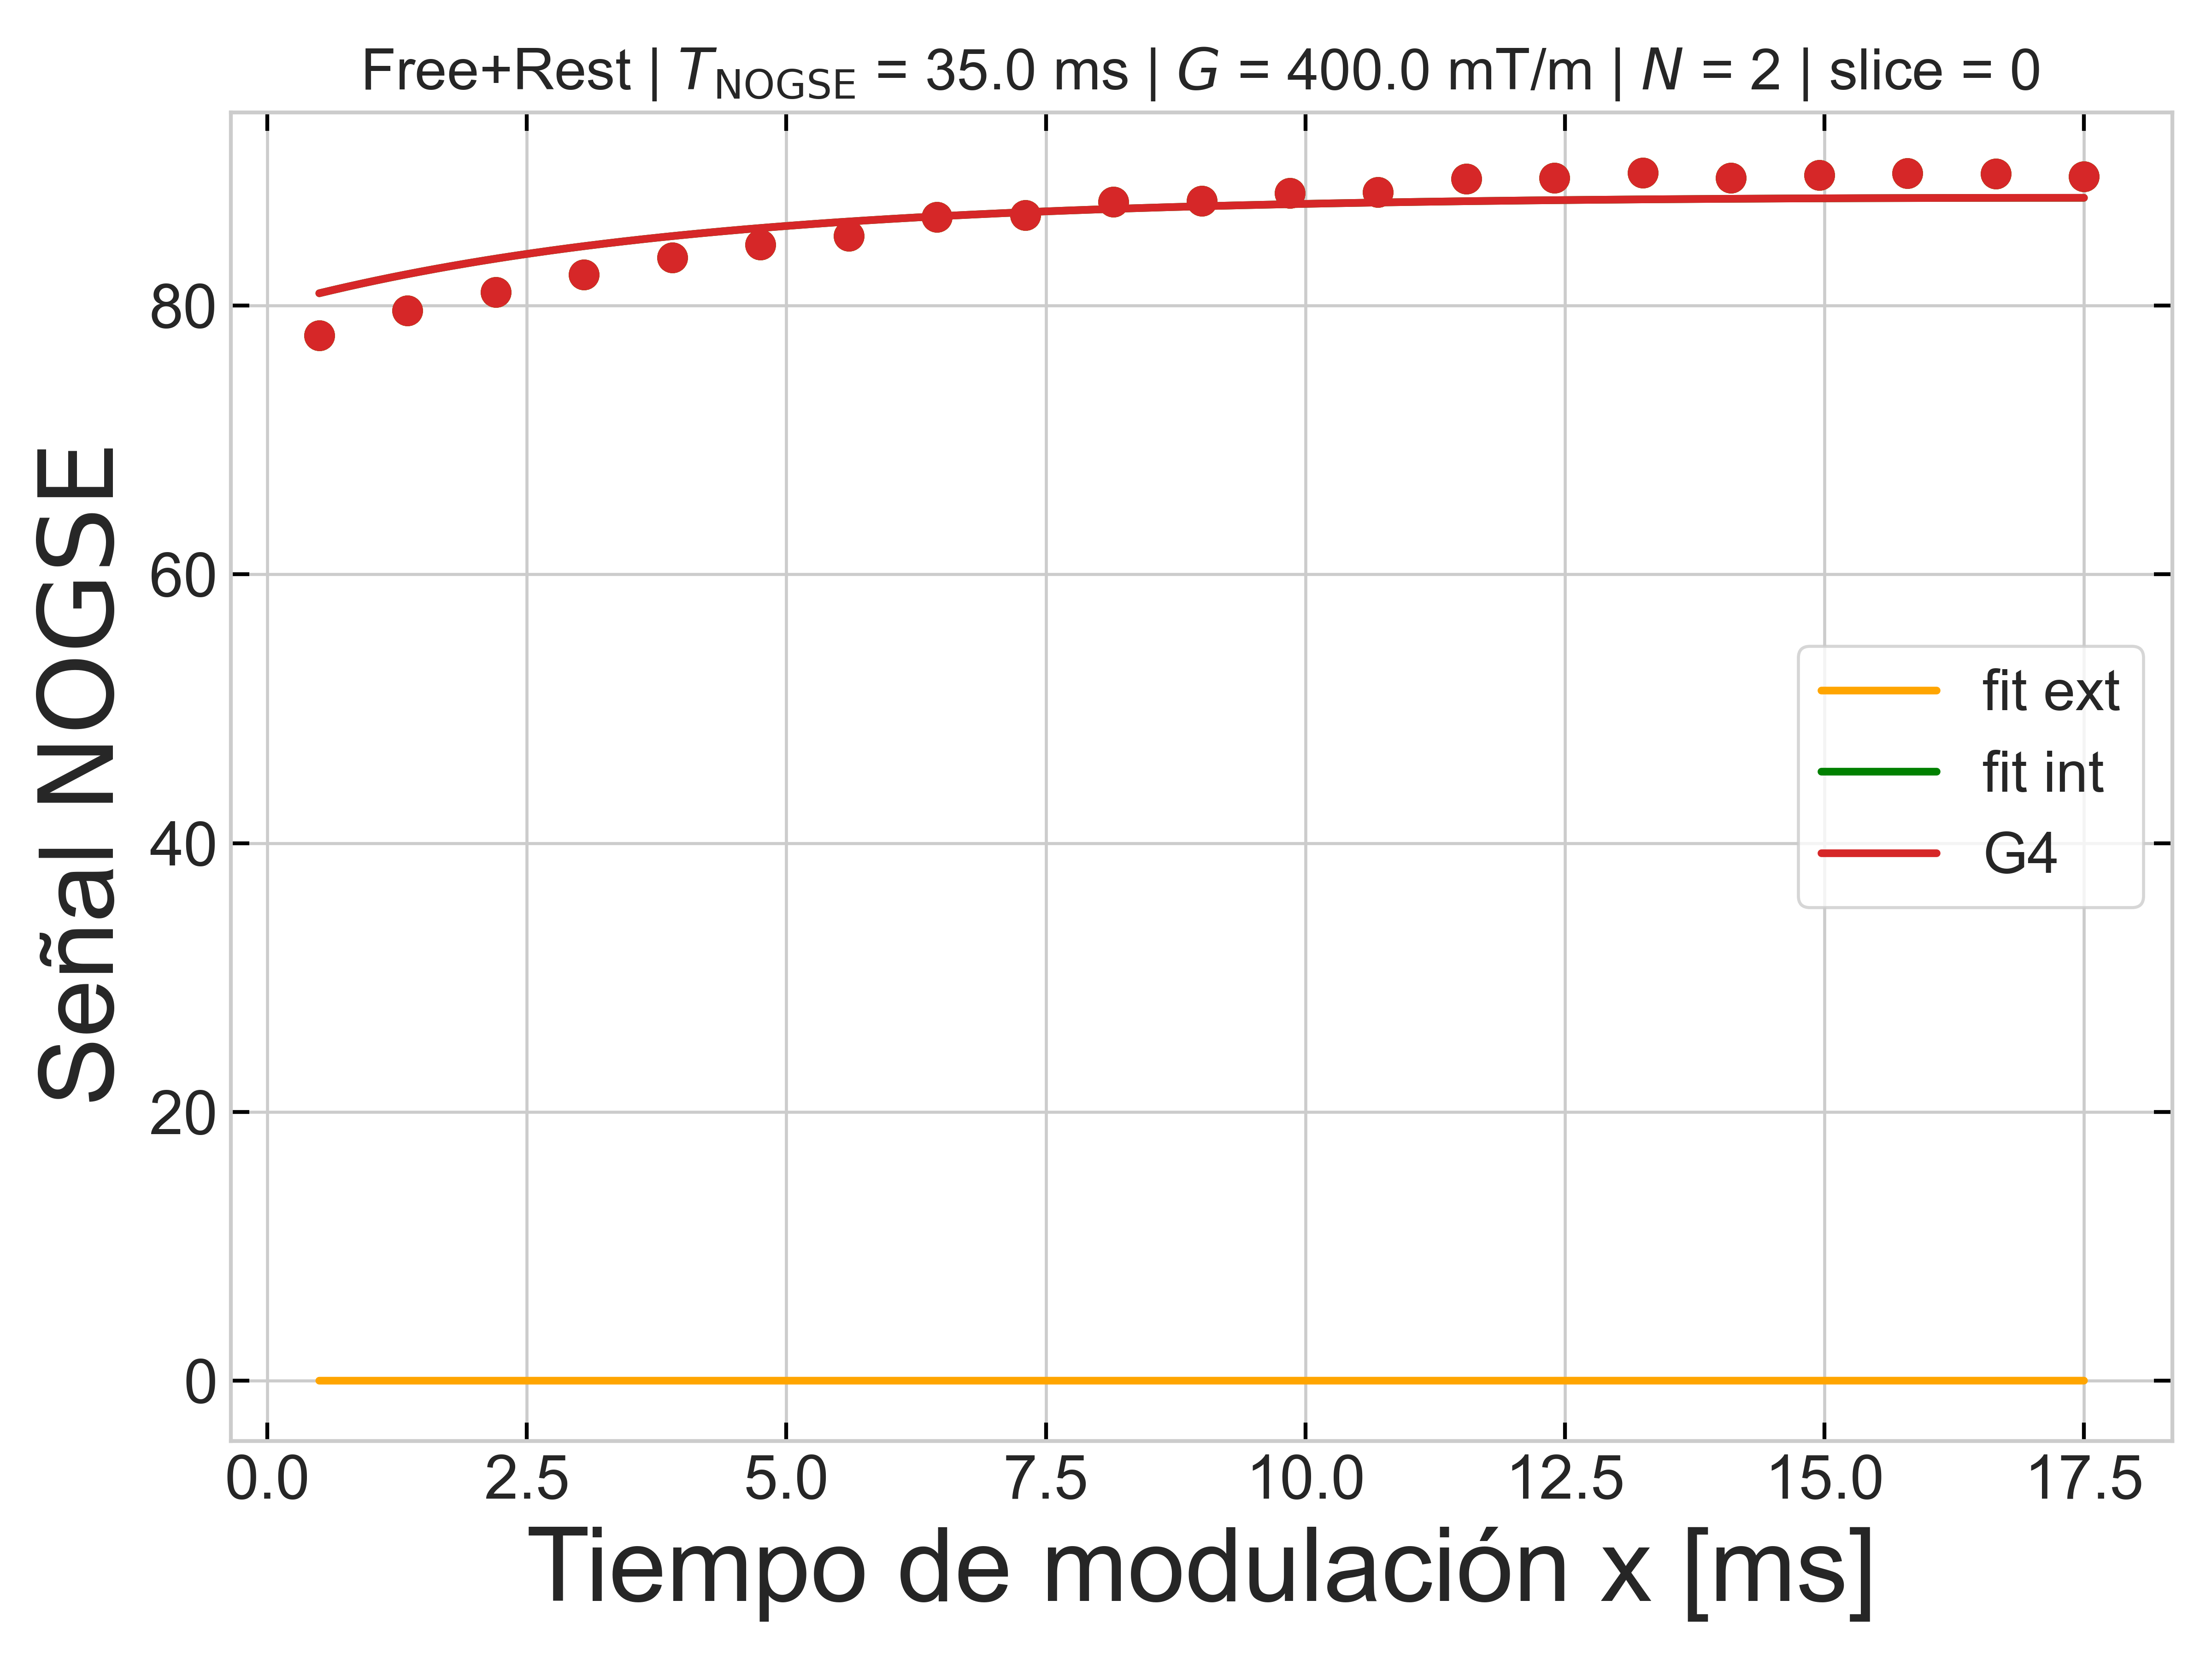 Free+Rest | T_NOGSE = 35.0 ms | G = 400.0 mT/m | N = 2 | slice = 0
Señal NOGSE
80
60
40
20
0
fit ext
fit int
G4
0.0 2.5 5.0 7.5 10.0 12.5 15.0 17.5
Tiempo de modulación x [ms]